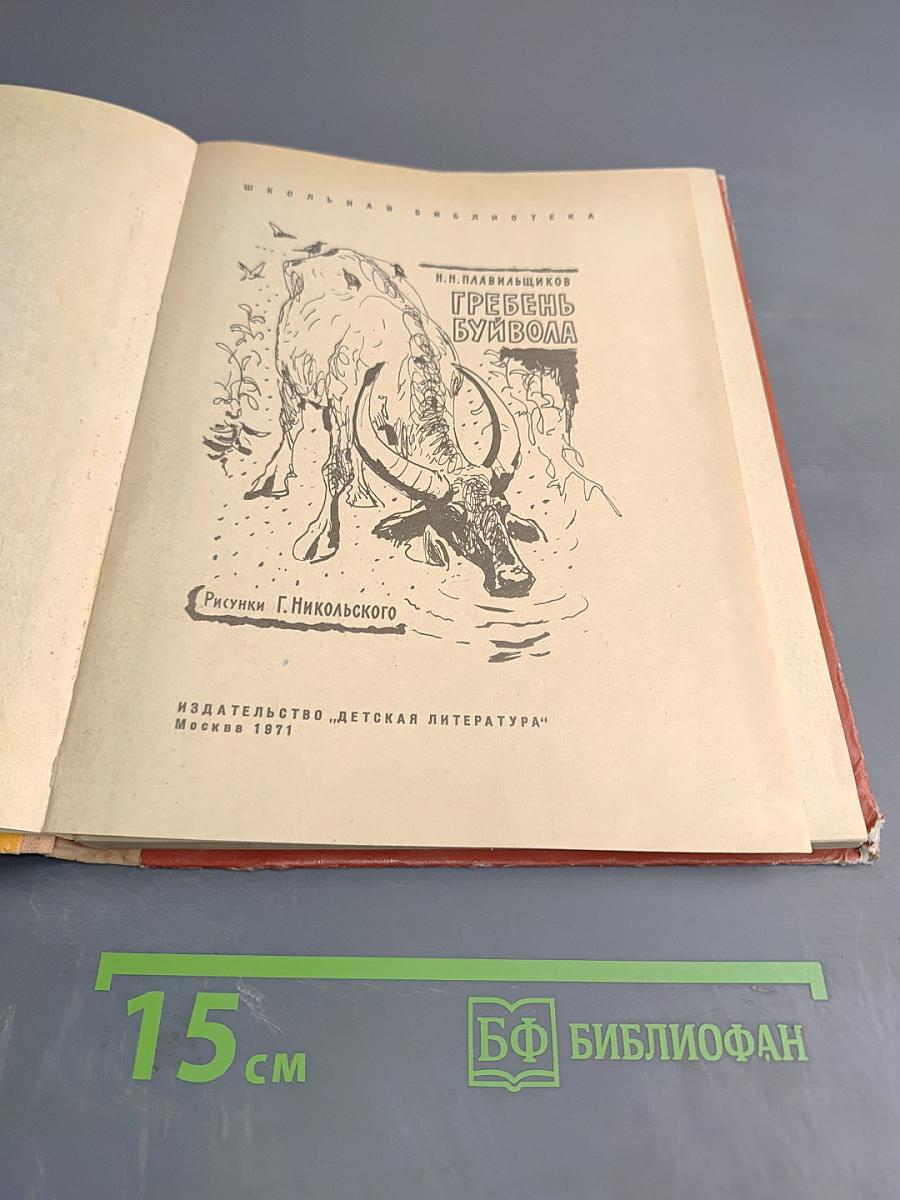 ШКОЛЬНАЯ БИБЛИОТЕКА
Н.Н.ПЛАВИЛЬЩИКОВ
ГРЕБЕНЬ
БУЙВОЛА
Рисунки Г.Никольского
ИЗДАТЕЛЬСТВО „ДЕТСКАЯ ЛИТЕРАТУРА“
Москва 1971
15 см
БФ БИБЛИОФАН